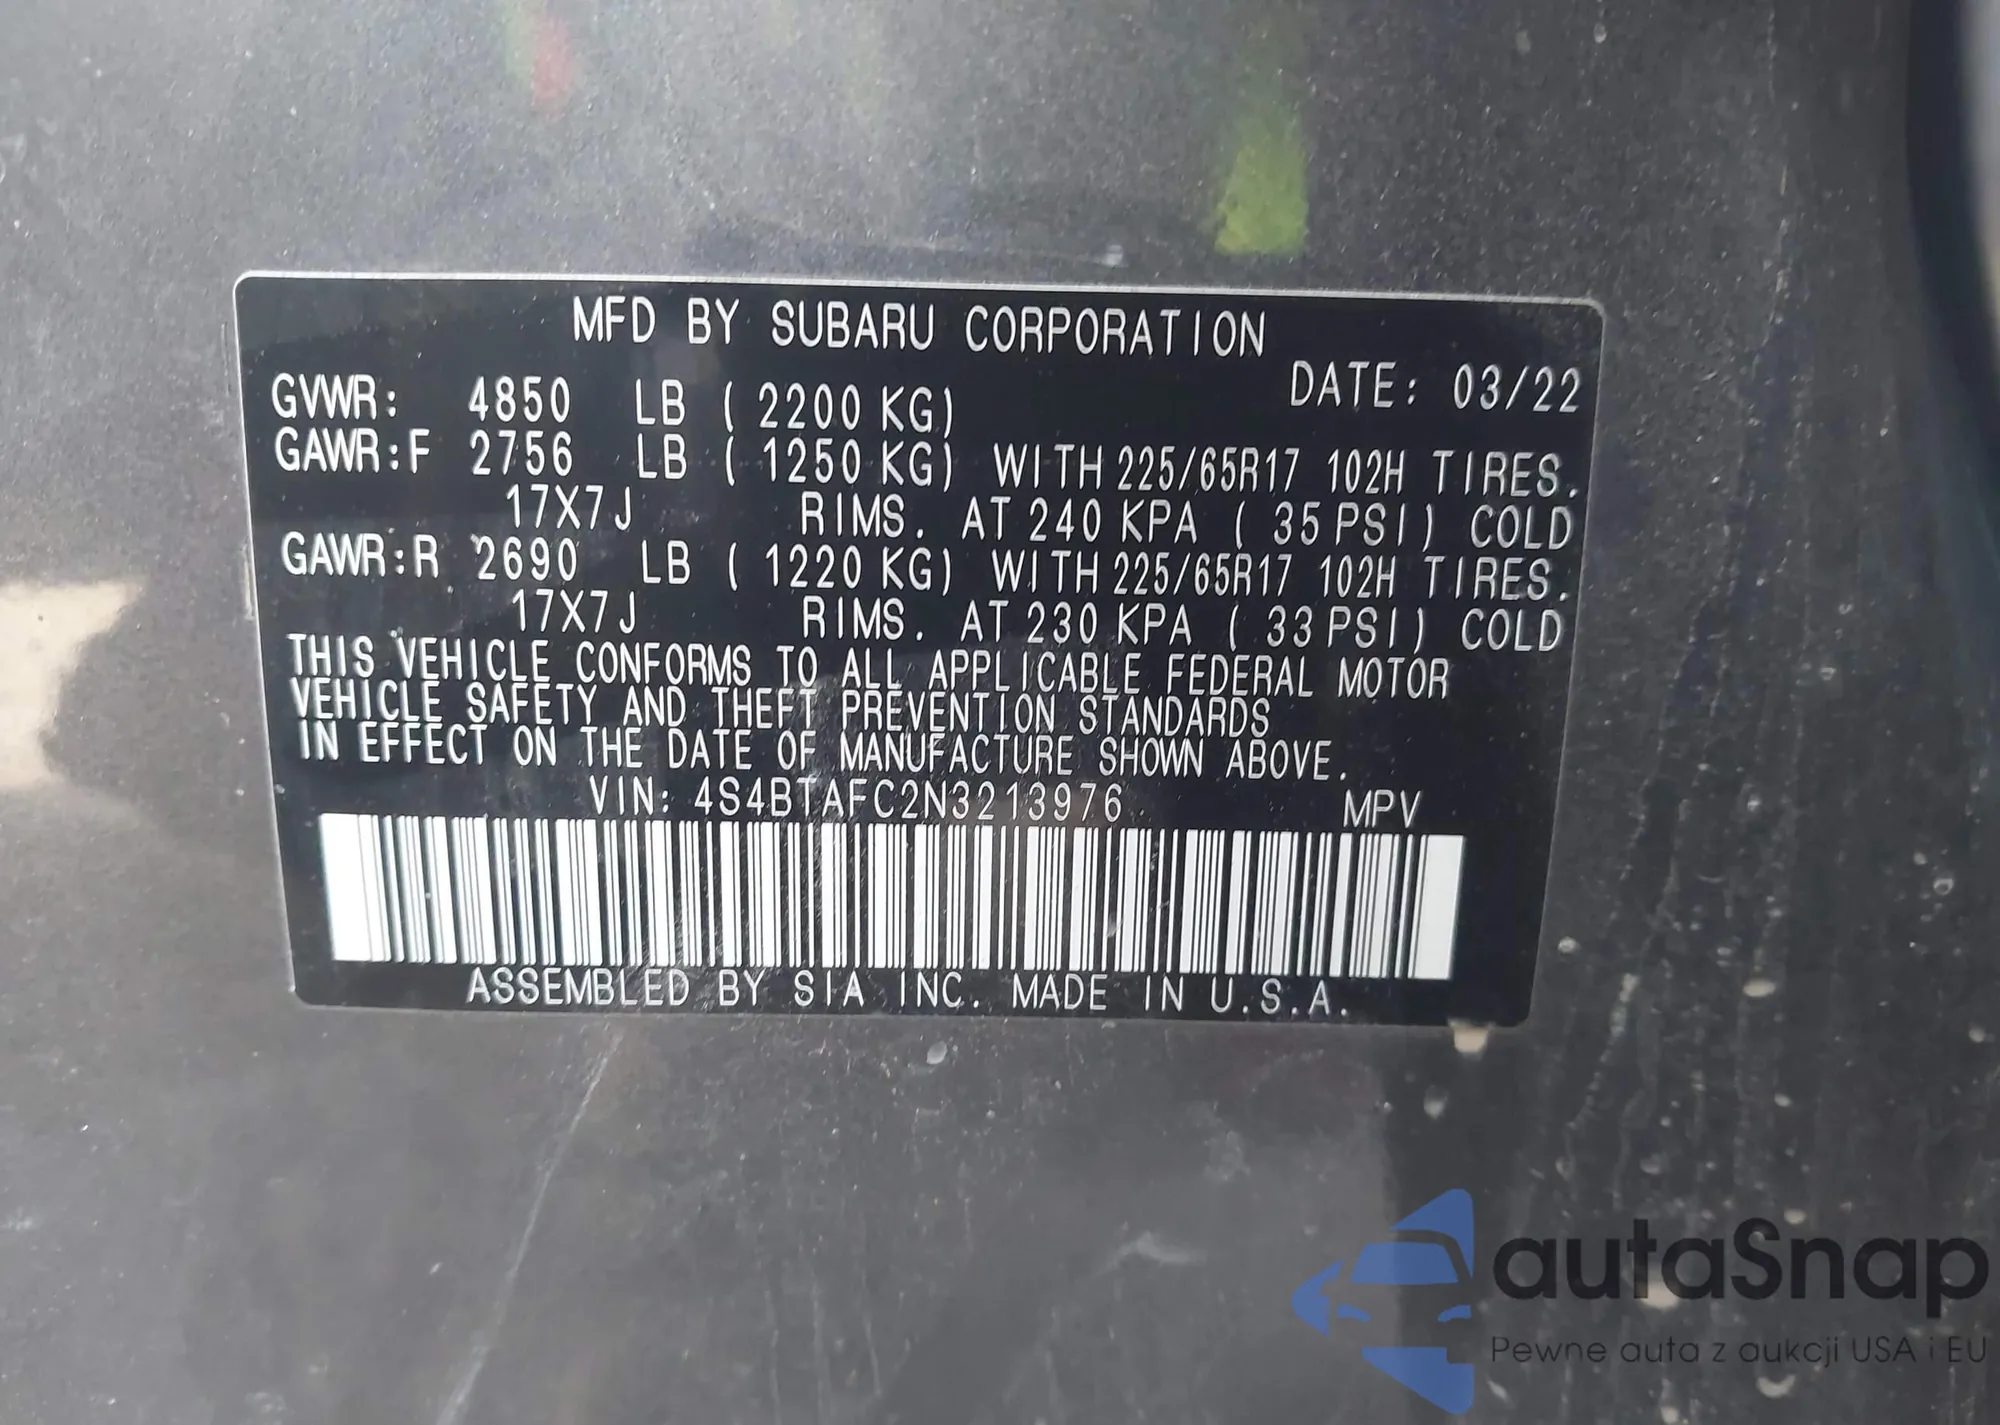 MFD BY SUBARU CORPORATION
DATE: 03/22
GVWR: 4850 LB ( 2200 KG)
GAWR:F 2756 LB ( 1250 KG) WITH 225/65R17 102H TIRES.
17X7J RIMS. AT 240 KPA ( 35 PSI) COLD
GAWR:R 2690 LB ( 1220 KG) WITH 225/65R17 102H TIRES.
17X7J RIMS. AT 230 KPA ( 33 PSI) COLD
THIS VEHICLE CONFORMS TO ALL APPLICABLE FEDERAL MOTOR
VEHICLE SAFETY AND THEFT PREVENTION STANDARDS
IN EFFECT ON THE DATE OF MANUFACTURE SHOWN ABOVE.
VIN: 4S4BTAFC2N3213976 MPV
ASSEMBLED BY SIA INC. MADE IN U.S.A.
autaSnap
Pewne auta z aukcji USA i EU